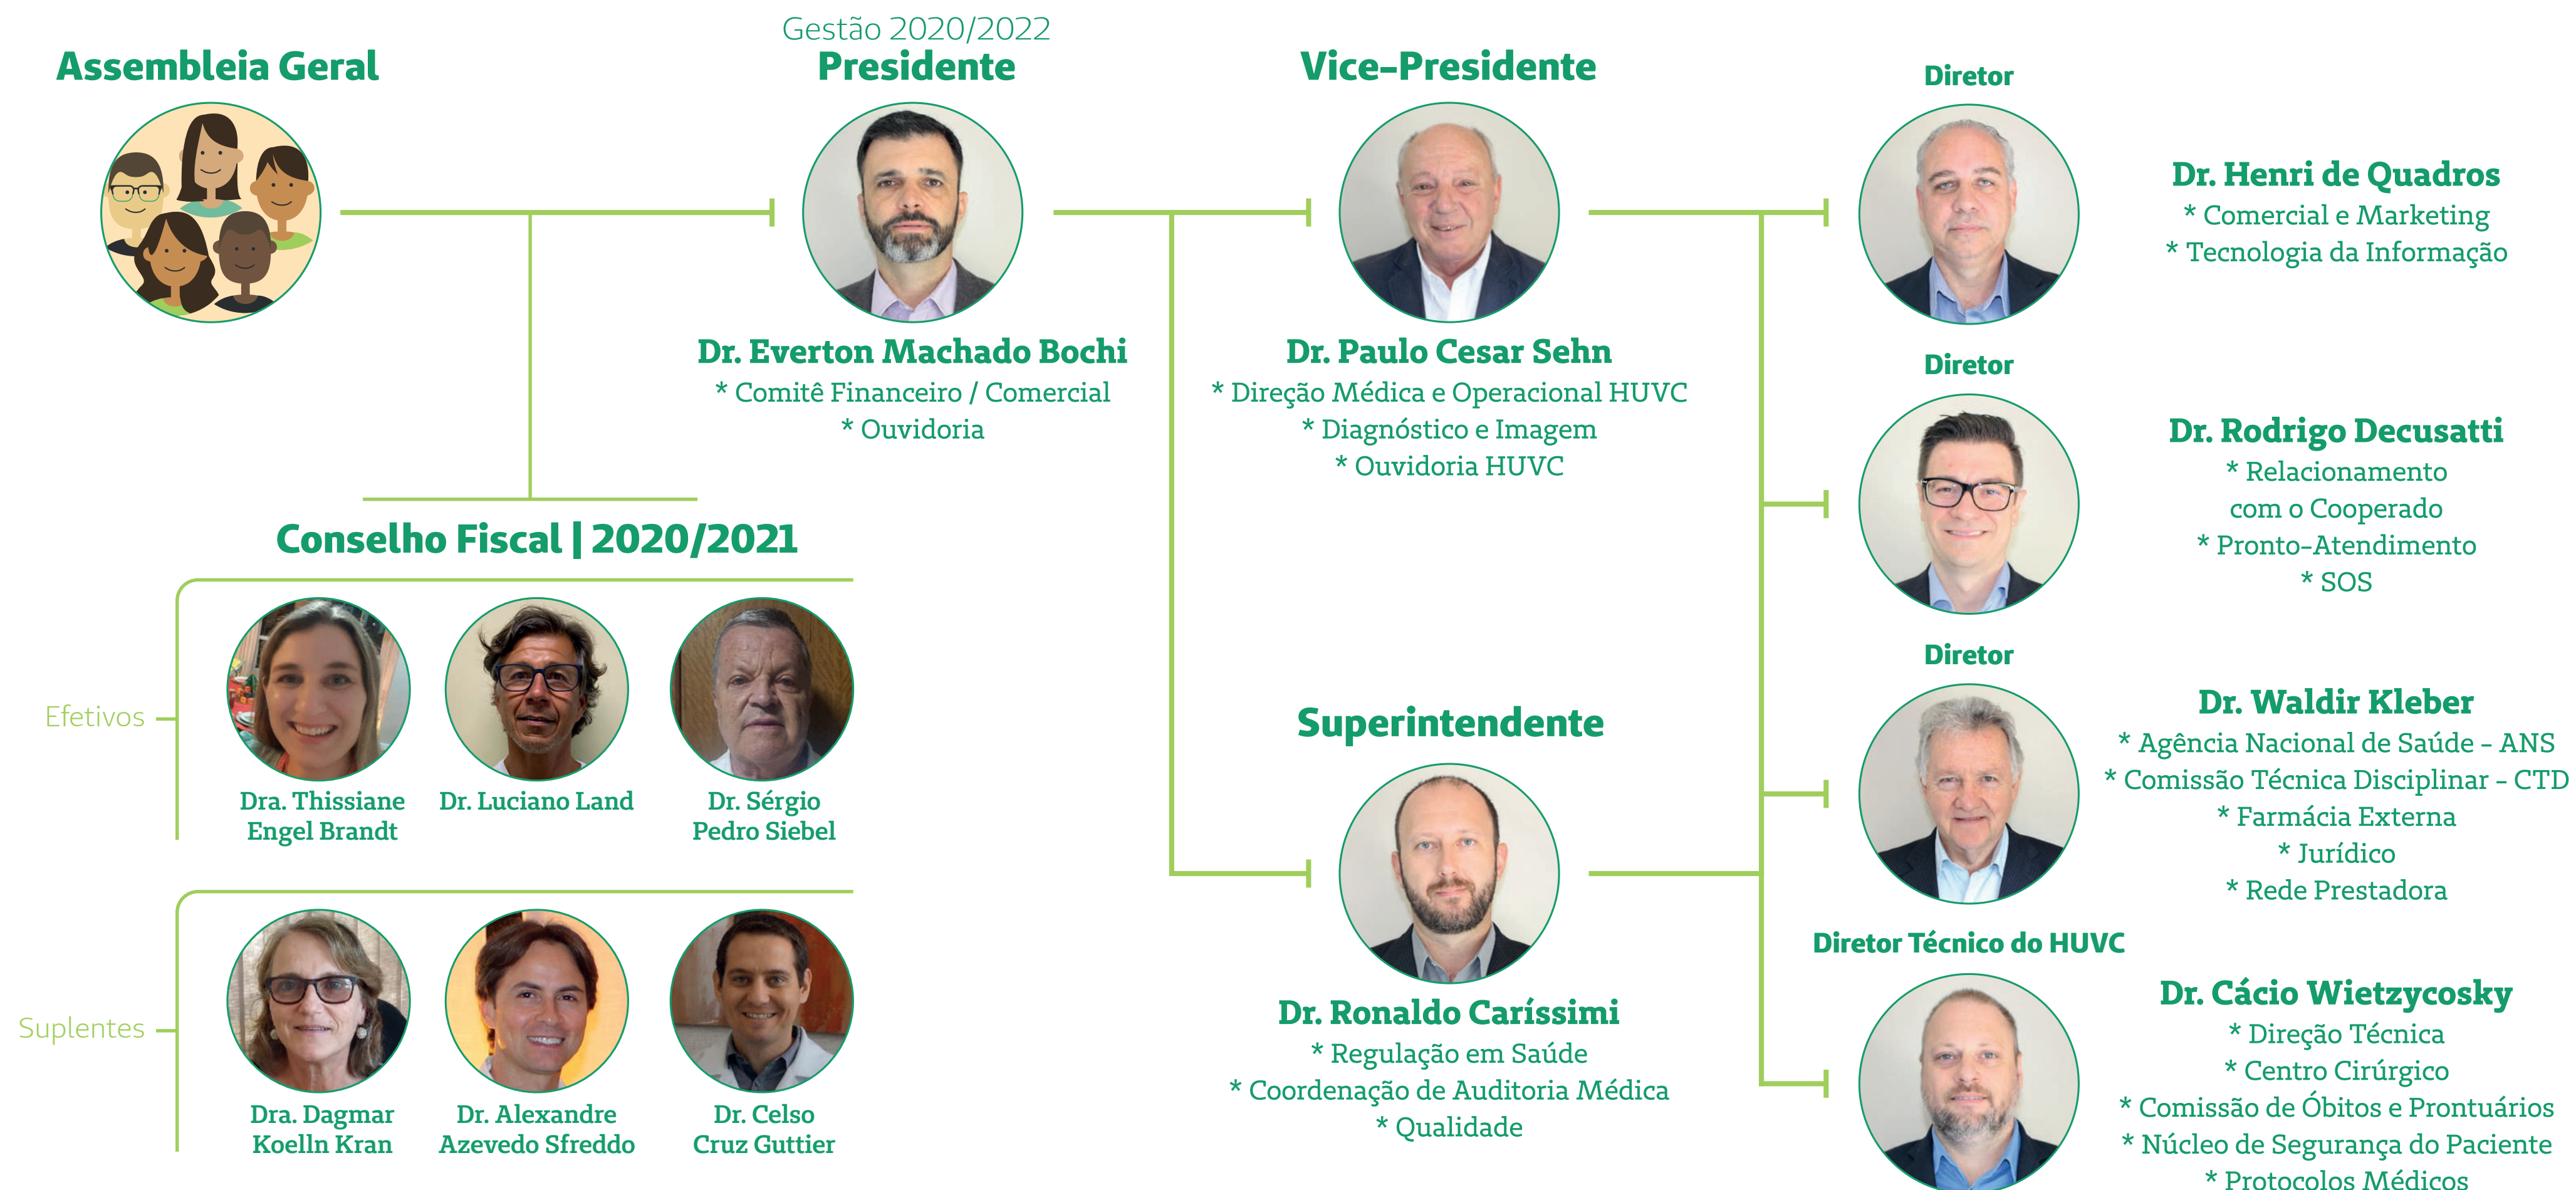 Assembleia Geral
Gestão 2020/2022
Presidente
Dr. Everton Machado Bochi
* Comitê Financeiro / Comercial
* Ouvidoria
Vice-Presidente
Dr. Paulo Cesar Sehn
* Direção Médica e Operacional HUVC
* Diagnóstico e Imagem
* Ouvidoria HUVC
Superintendente
Dr. Ronaldo Caríssimi
* Regulação em Saúde
* Coordenação de Auditoria Médica
* Qualidade
Diretor
Dr. Henri de Quadros
* Comercial e Marketing
* Tecnologia da Informação
Diretor
Dr. Rodrigo Decusatti
* Relacionamento
com o Cooperado
* Pronto-Atendimento
* SOS
Diretor
Dr. Waldir Kleber
* Agência Nacional de Saúde - ANS
* Comissão Técnica Disciplinar - CTD
* Farmácia Externa
* Jurídico
* Rede Prestadora
Diretor Técnico do HUVC
Dr. Cácio Wietzycosky
* Direção Técnica
* Centro Cirúrgico
* Comissão de Óbitos e Prontuários
* Núcleo de Segurança do Paciente
* Protocolos Médicos
Conselho Fiscal | 2020/2021
Efetivos
Dra. Thissiane
Engel Brandt
Dr. Luciano Land
Dr. Sérgio
Pedro Siebel
Suplentes
Dra. Dagmar
Koelln Kran
Dr. Alexandre
Azevedo Sfreddo
Dr. Celso
Cruz Guttier